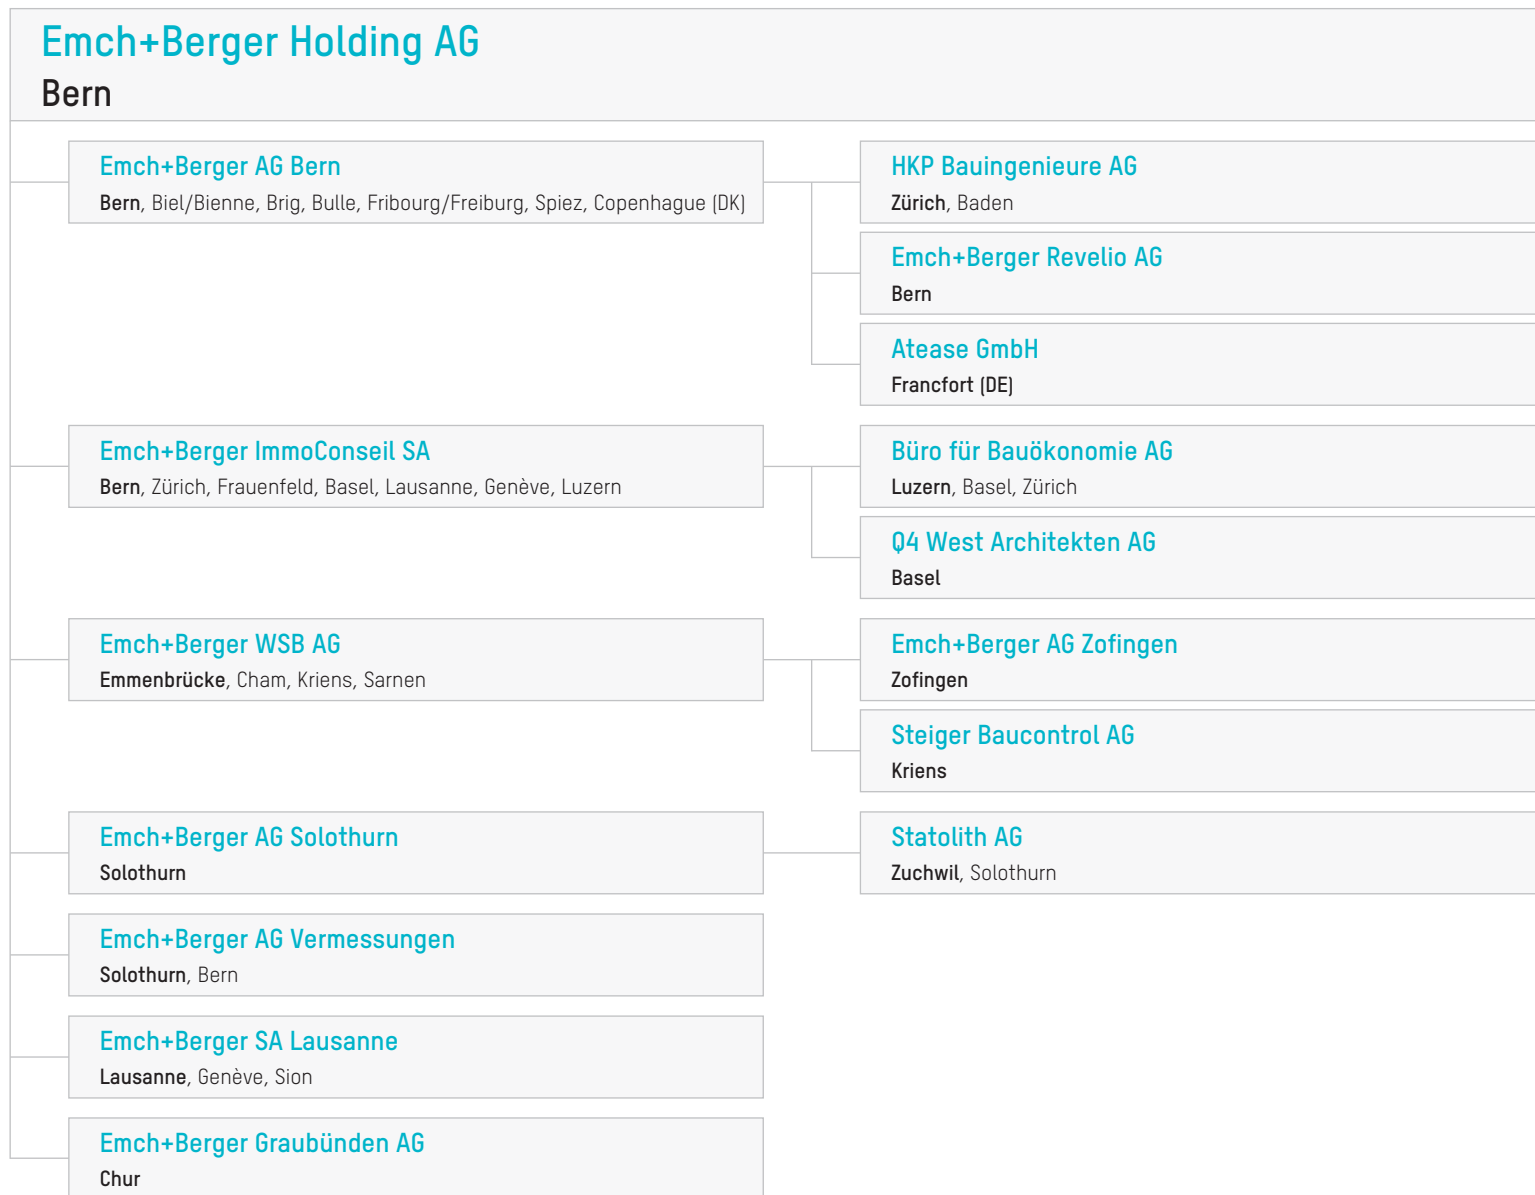 Emch+Berger Holding AG
Bern
Emch+Berger AG Bern
Bern, Biel/Bienne, Brig, Bulle, Fribourg/Freiburg, Spiez, Copenhague (DK)
HKP Bauingenieure AG
Zürich, Baden
Emch+Berger Revelio AG
Bern
Atease GmbH
Francfort (DE)
Emch+Berger ImmoConseil SA
Bern, Zürich, Frauenfeld, Basel, Lausanne, Genève, Luzern
Büro für Bauökonomie AG
Luzern, Basel, Zürich
Q4 West Architekten AG
Basel
Emch+Berger WSB AG
Emmenbrücke, Cham, Kriens, Sarnen
Emch+Berger AG Zofingen
Zofingen
Steiger Baucontrol AG
Kriens
Emch+Berger AG Solothurn
Solothurn
Statolith AG
Zuchwil, Solothurn
Emch+Berger AG Vermessungen
Solothurn, Bern
Emch+Berger SA Lausanne
Lausanne, Genève, Sion
Emch+Berger Graubünden AG
Chur